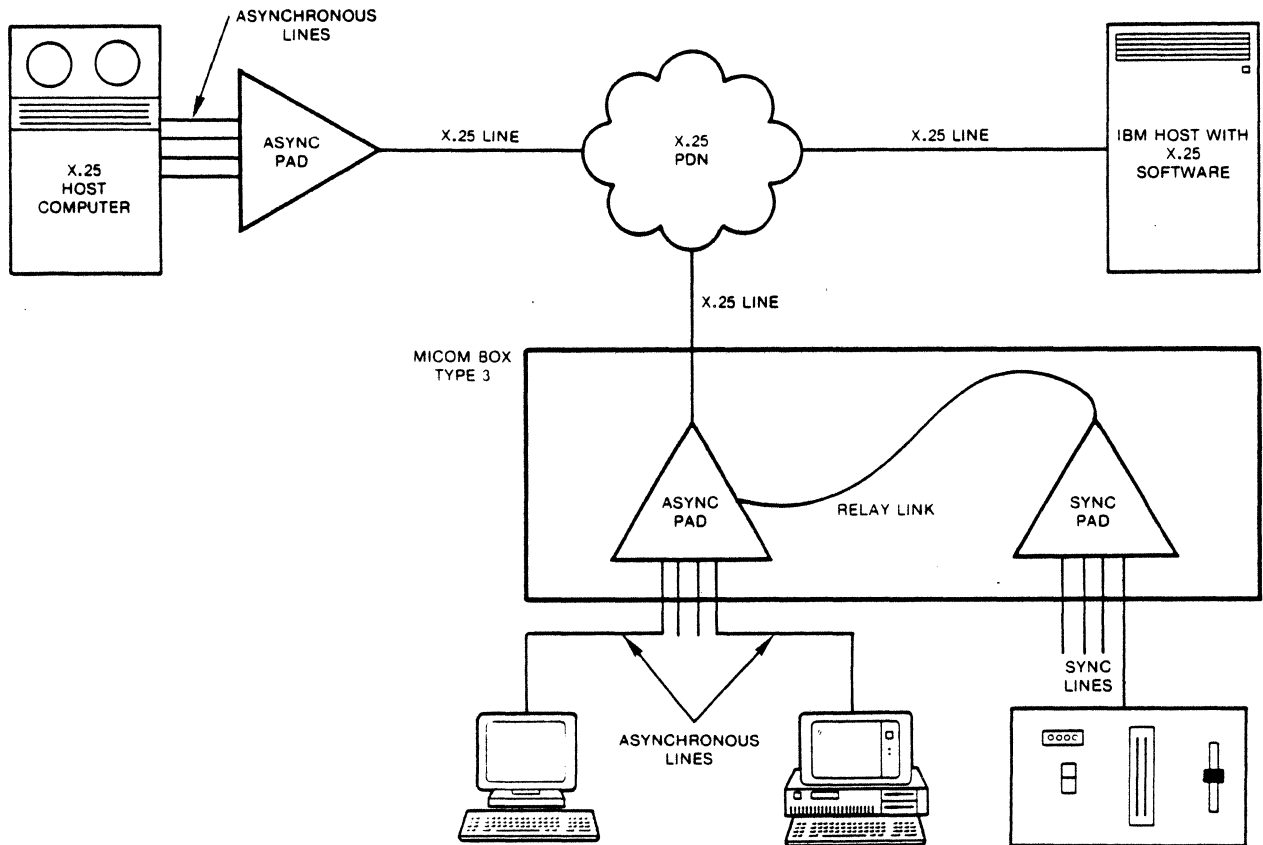 ASYNCHRONOUS
LINES
X.25
HOST
COMPUTER
ASYNC
PAD
X.25 LINE
X.25
PDN
X.25 LINE
IBM HOST WITH
X.25
SOFTWARE
X.25 LINE
MICOM BOX
TYPE 3
ASYNC
PAD
RELAY LINK
SYNC
PAD
SYNC
LINES
ASYNCHRONOUS
LINES